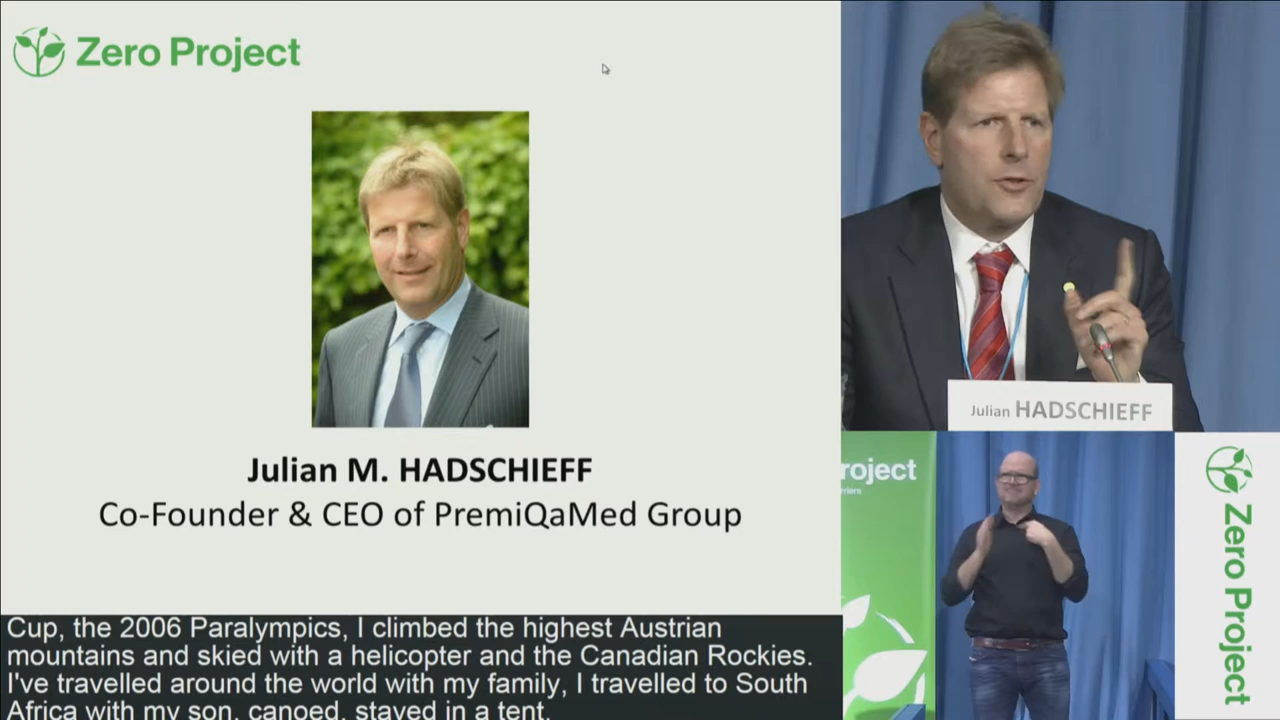 Zero Project
Julian M. HADSCHIEFF
Co-Founder & CEO of PremiQaMed Group
Cup, the 2006 Paralympics, I climbed the highest Austrian
mountains and skied with a helicopter and the Canadian Rockies.
I've travelled around the world with my family, I travelled to South
Africa with my son, canoed, stayed in a tent.
Julian HADSCHIEFF
roject
rriers
Zero Project